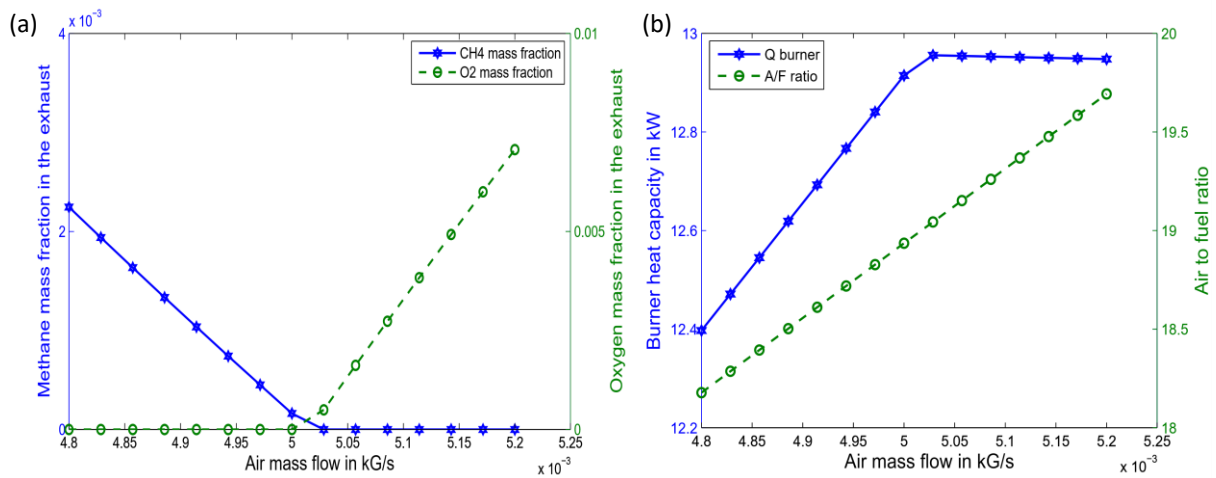 (a)
× 10⁻³
4
2
0
Methane mass fraction in the exhaust
CH4 mass fraction
O2 mass fraction
0.01
0.005
0
Oxygen mass fraction in the exhaust
4.8 4.85 4.9 4.95 5 5.05 5.1 5.15 5.2 5.25
Air mass flow in kG/s
x 10⁻³
(b)
13
12.8
12.6
12.4
12.2
Burner heat capacity in kW
Q burner
A/F ratio
20
19.5
19
18.5
18
Air to fuel ratio
4.8 4.85 4.9 4.95 5 5.05 5.1 5.15 5.2 5.25
Air mass flow in kG/s
x 10⁻³